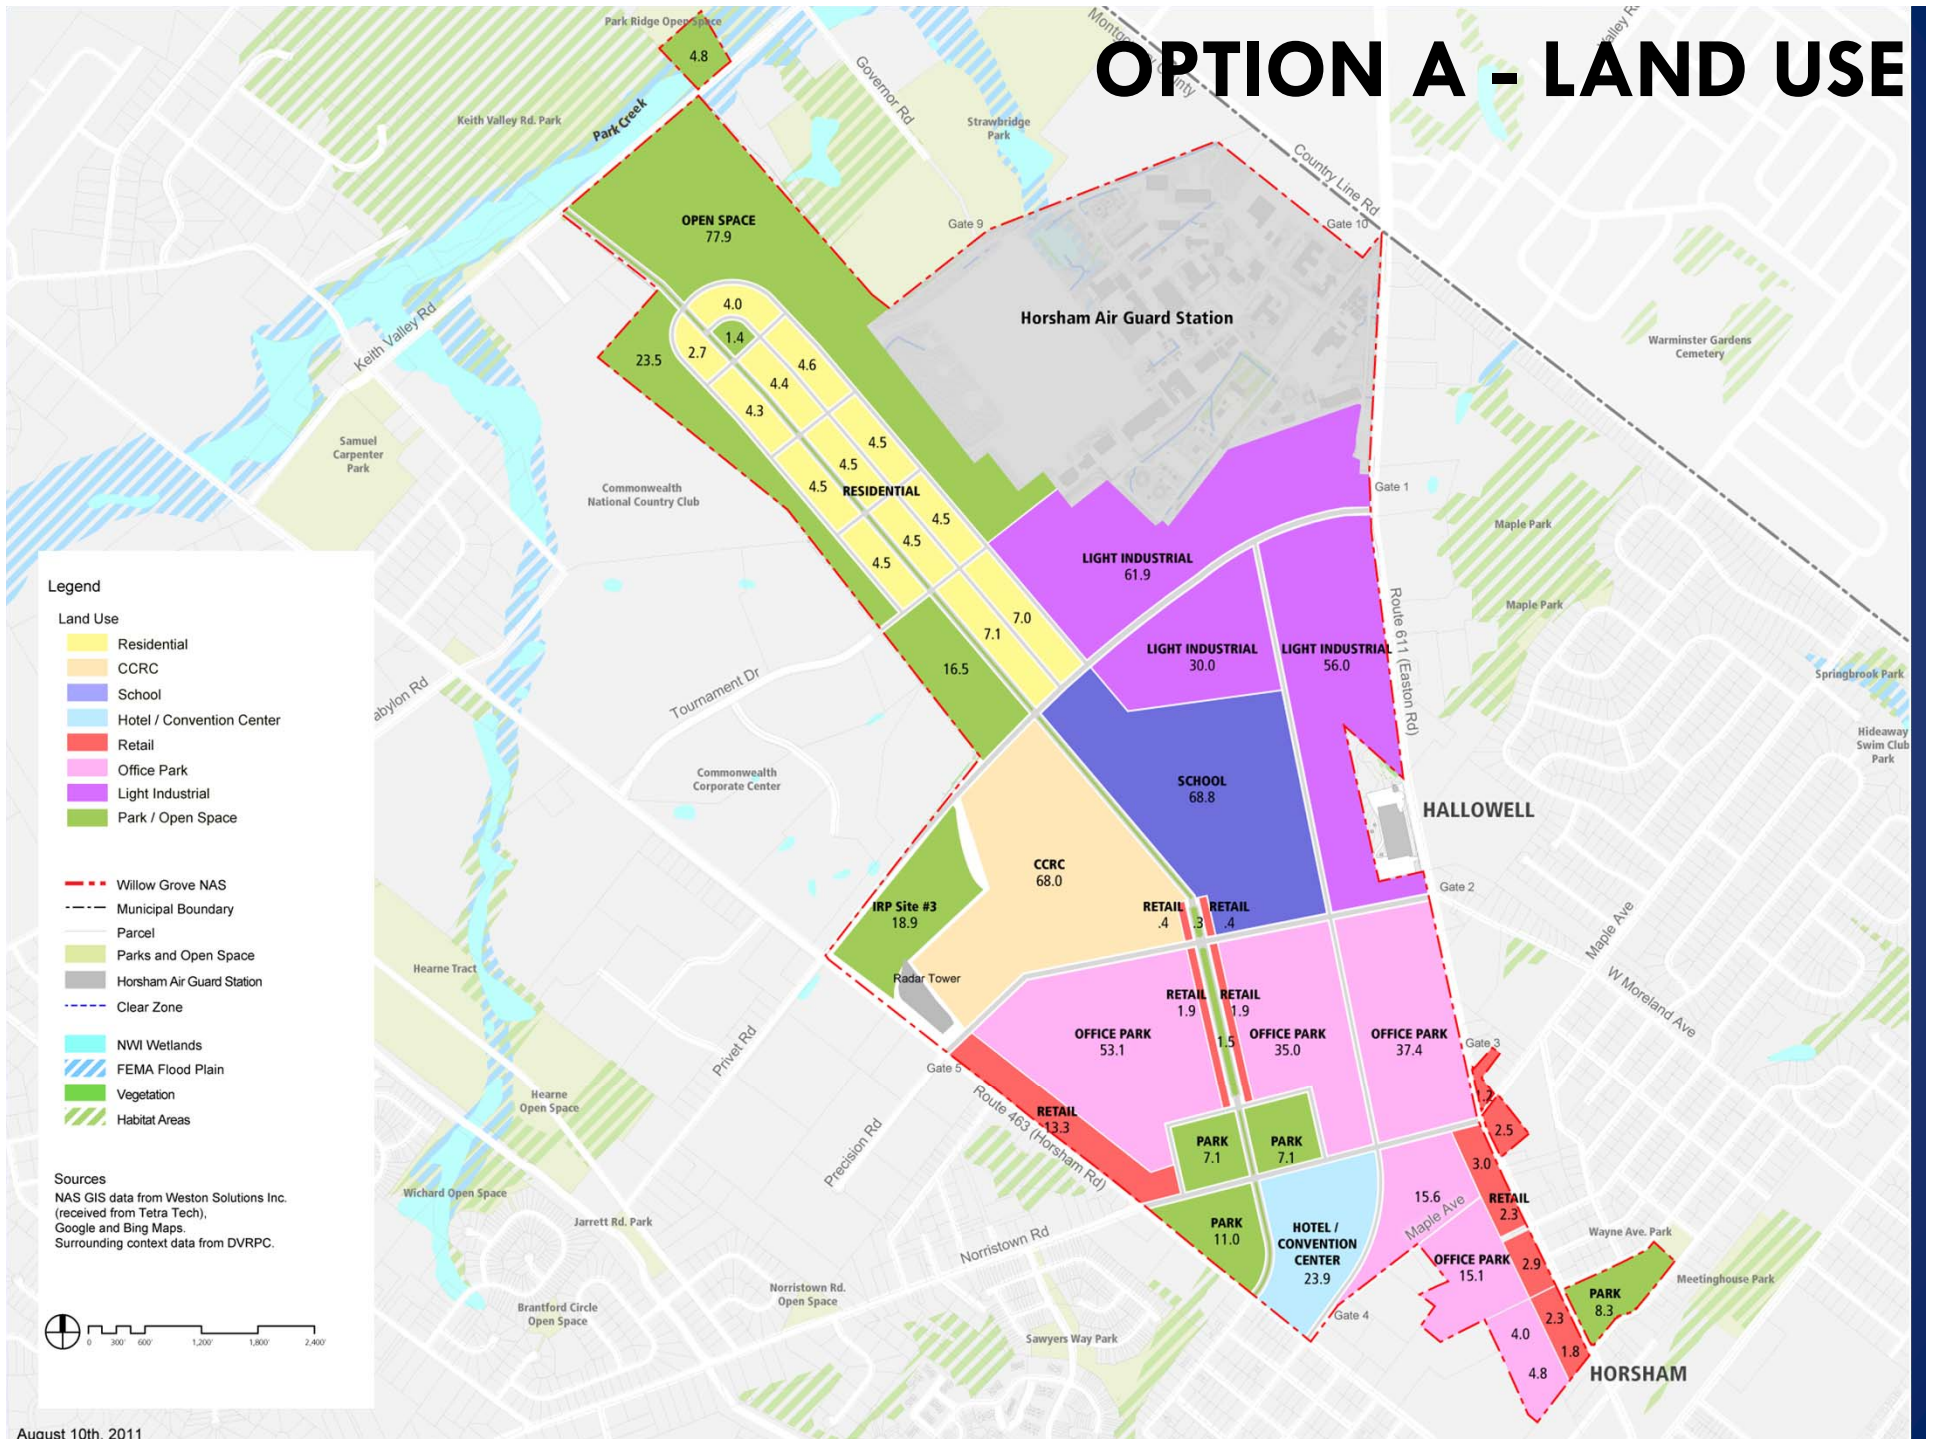 OPTION A - LAND USE
Park Ridge Open Space
4.8
Keith Valley Rd. Park
Park Creek
Governor Rd
Strawbridge
Park
County Line Rd
Gate 9
Gate 10
OPEN SPACE
77.9
Horsham Air Guard Station
Keith Valley Rd
4.0
1.4
2.7
23.5
4.6
4.4
4.3
4.5
4.5
4.5
RESIDENTIAL
4.5
4.5
4.5
7.0
7.1
16.5
Warminster Gardens
Cemetery
Samuel
Carpenter
Park
Commonwealth
National Country Club
Gate 1
Maple Park
Maple Park
LIGHT INDUSTRIAL
61.9
LIGHT INDUSTRIAL
30.0
LIGHT INDUSTRIAL
56.0
Route 611 (Easton Rd)
Springbrook Park
Hideaway
Swim Club
Park
Tournament Dr
Commonwealth
Corporate Center
SCHOOL
68.8
HALLOWELL
CCRC
68.0
Gate 2
IRP Site #3
18.9
RETAIL
.4
.3
RETAIL
.4
Maple Ave
W Moreland Ave
Radar Tower
Hearne Tract
Privet Rd
RETAIL
1.9
RETAIL
1.9
1.5
OFFICE PARK
53.1
OFFICE PARK
35.0
OFFICE PARK
37.4
Gate 3
Gate 5
Route 463 (Horsham Rd)
Precision Rd
Hearne
Open Space
RETAIL
13.3
PARK
7.1
PARK
7.1
1.2
2.5
3.0
RETAIL
2.3
15.6
Maple Ave
Wichard Open Space
Jarrett Rd. Park
Norristown Rd
PARK
11.0
HOTEL /
CONVENTION
CENTER
23.9
OFFICE PARK
15.1
2.9
Wayne Ave. Park
Meetinghouse Park
PARK
8.3
Norristown Rd.
Open Space
Brantford Circle
Open Space
Sawyers Way Park
Gate 4
2.3
4.0
1.8
4.8
HORSHAM
Legend
Land Use
Residential
CCRC
School
Hotel / Convention Center
Retail
Office Park
Light Industrial
Park / Open Space
Willow Grove NAS
Municipal Boundary
Parcel
Parks and Open Space
Horsham Air Guard Station
Clear Zone
NWI Wetlands
FEMA Flood Plain
Vegetation
Habitat Areas
Sources
NAS GIS data from Weston Solutions Inc.
(received from Tetra Tech),
Google and Bing Maps.
Surrounding context data from DVRPC.
0 300' 600' 1,200' 1,800' 2,400'
August 10th, 2011